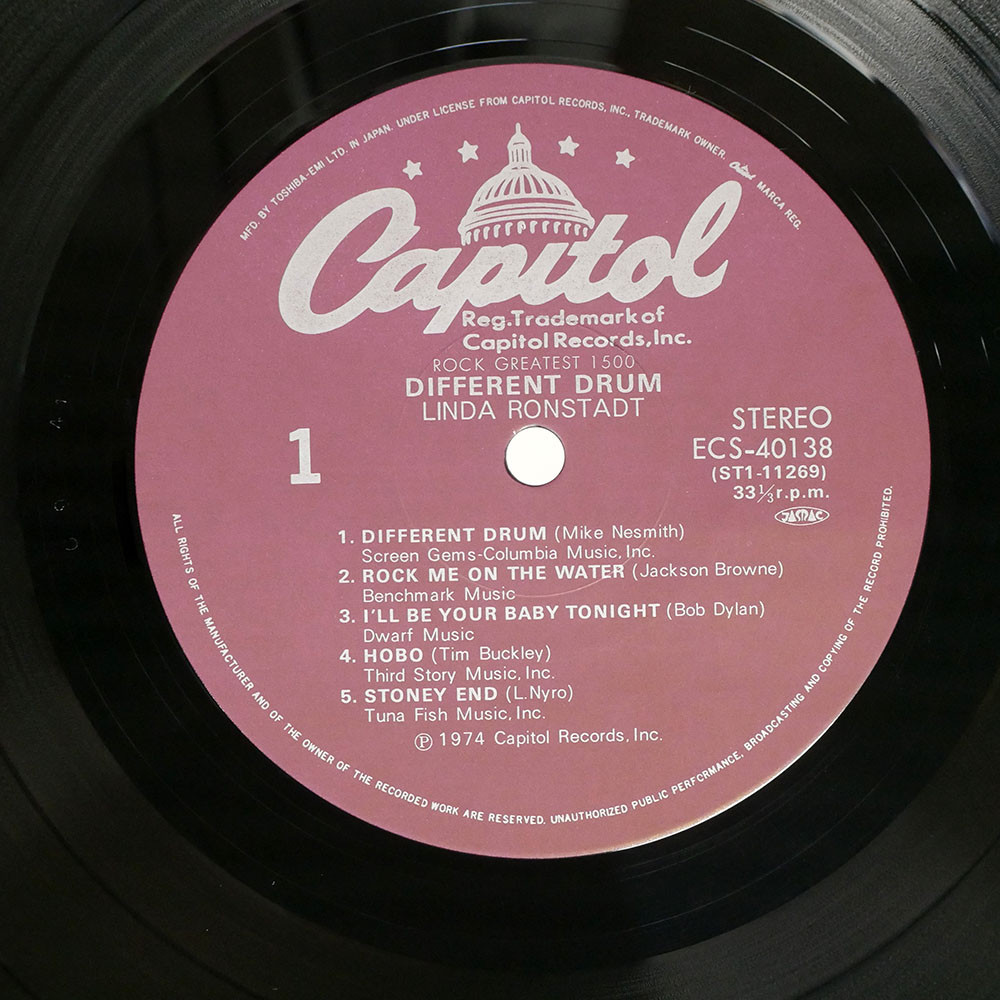 MFD. BY TOSHIBA-EMI LTD. IN JAPAN. UNDER LICENSE FROM CAPITOL RECORDS, INC., TRADEMARK OWNER. Capitol MARCA REG.
Capitol
Reg.Trademark of
Capitol Records, Inc.
ROCK GREATEST 1500
DIFFERENT DRUM
LINDA RONSTADT
1
STEREO
ECS-40138
(ST1-11269)
33⅓r.p.m.
JASRAC
1. DIFFERENT DRUM (Mike Nesmith)
Screen Gems-Columbia Music, Inc.
2. ROCK ME ON THE WATER (Jackson Browne)
Benchmark Music
3. I'LL BE YOUR BABY TONIGHT (Bob Dylan)
Dwarf Music
4. HOBO (Tim Buckley)
Third Story Music, Inc.
5. STONEY END (L.Nyro)
Tuna Fish Music, Inc.
℗ 1974 Capitol Records, Inc.
ALL RIGHTS OF THE MANUFACTURER AND OF THE OWNER OF THE RECORDED WORK ARE RESERVED. UNAUTHORIZED PUBLIC PERFORMANCE, BROADCASTING AND COPYING OF THE RECORD PROHIBITED.